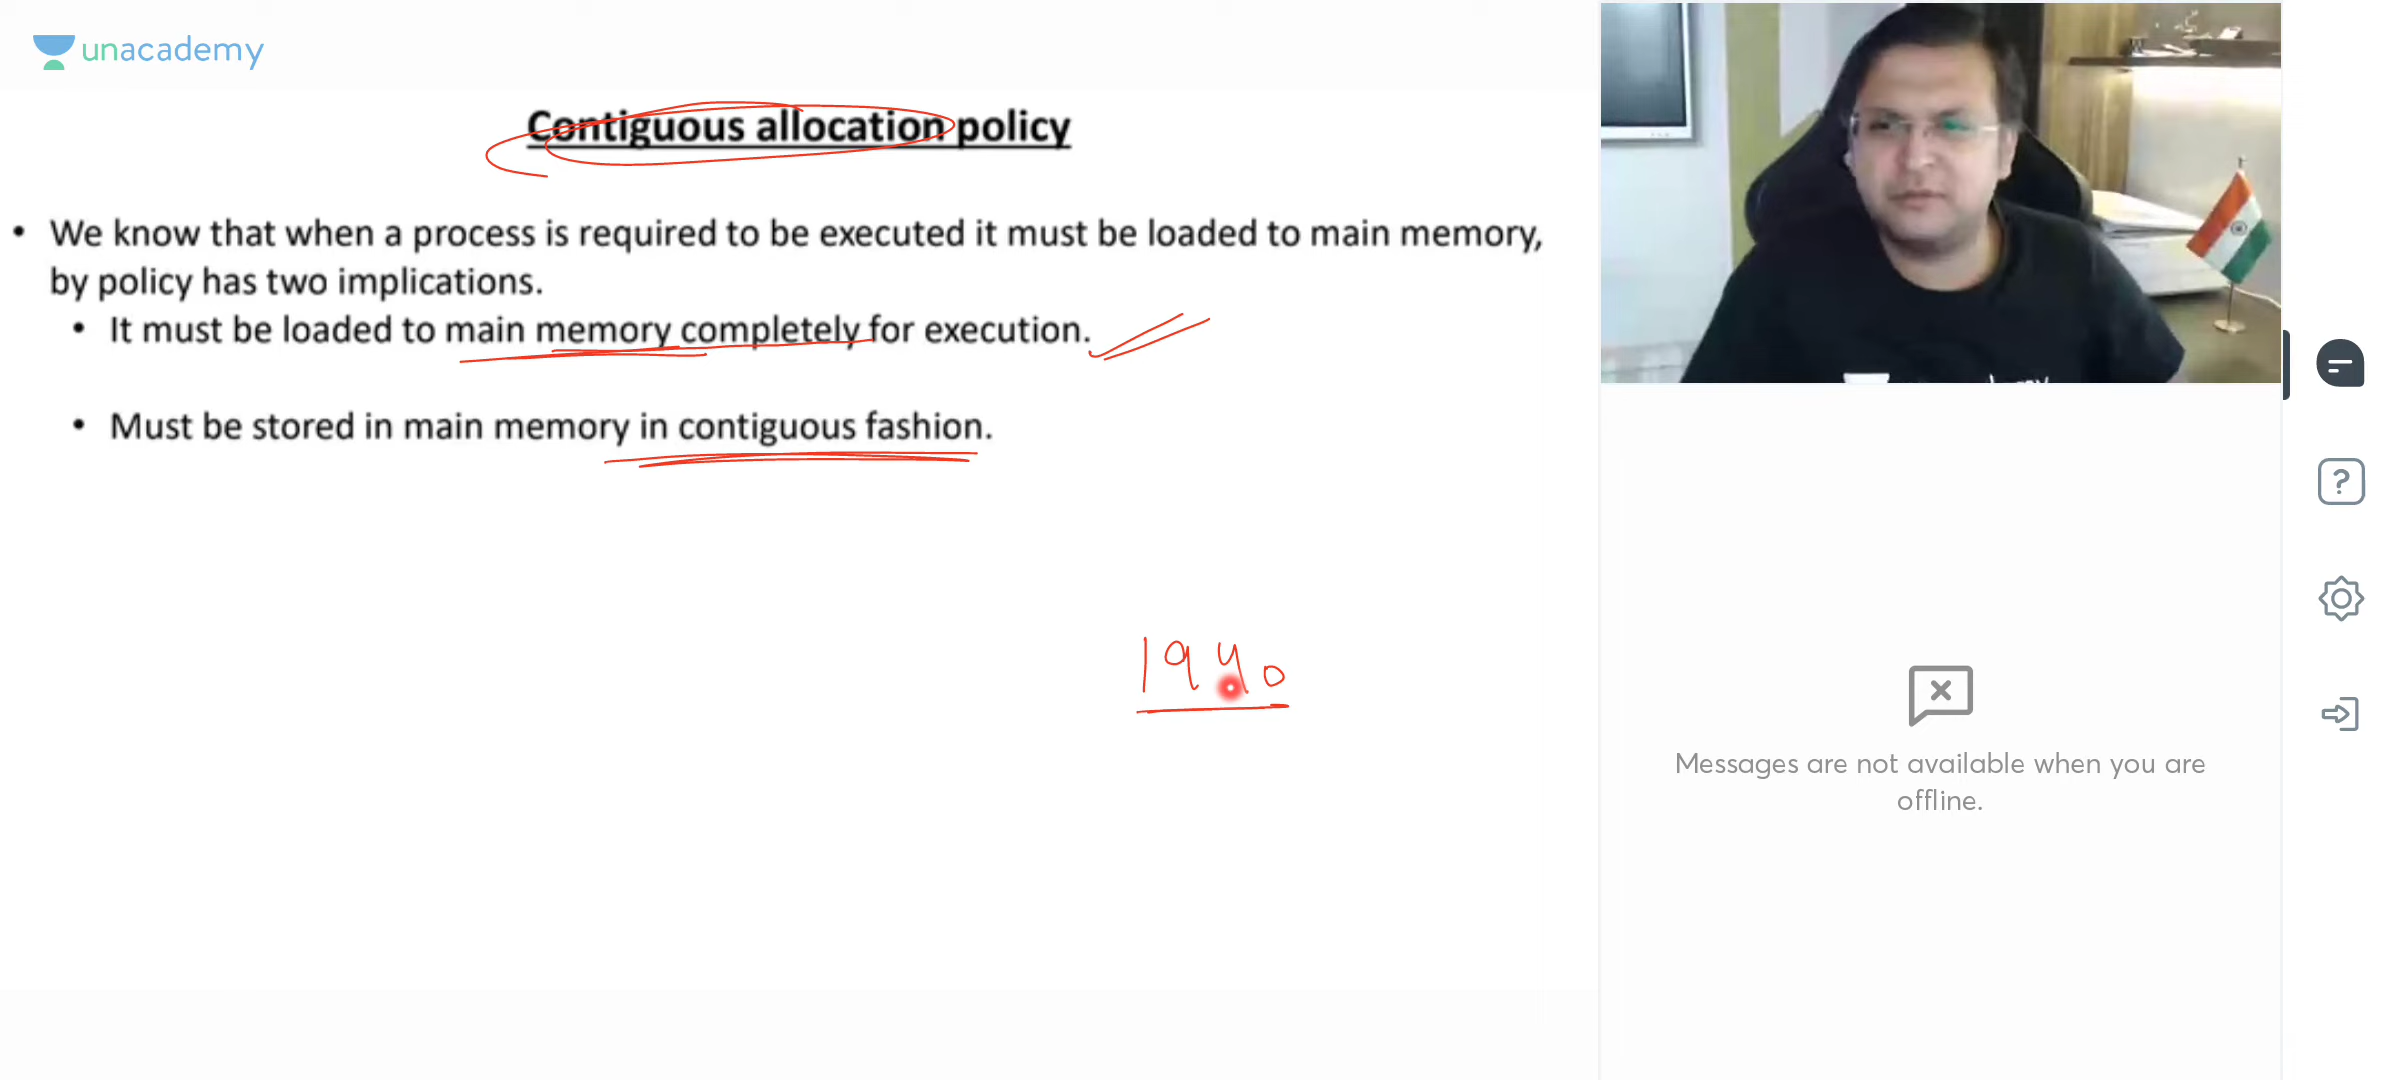 unacademy
Contiguous allocation policy
• We know that when a process is required to be executed it must be loaded to main memory,
by policy has two implications.
• It must be loaded to main memory completely for execution.
• Must be stored in main memory in contiguous fashion.
1940
Messages are not available when you are
offline.